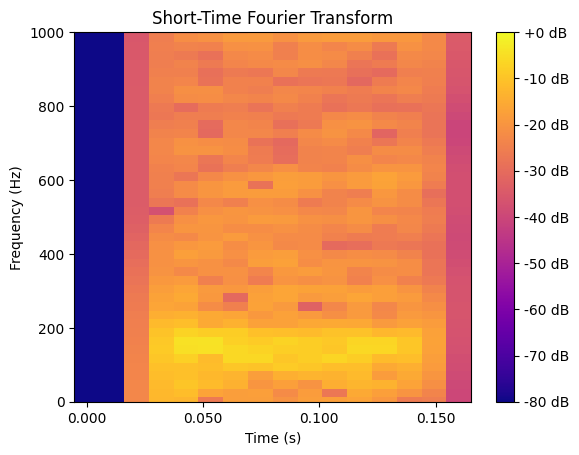 Short-Time Fourier Transform
1000
800
600
400
200
0
Frequency (Hz)
0.000
0.050
0.100
0.150
Time (s)
+0 dB
-10 dB
-20 dB
-30 dB
-40 dB
-50 dB
-60 dB
-70 dB
-80 dB